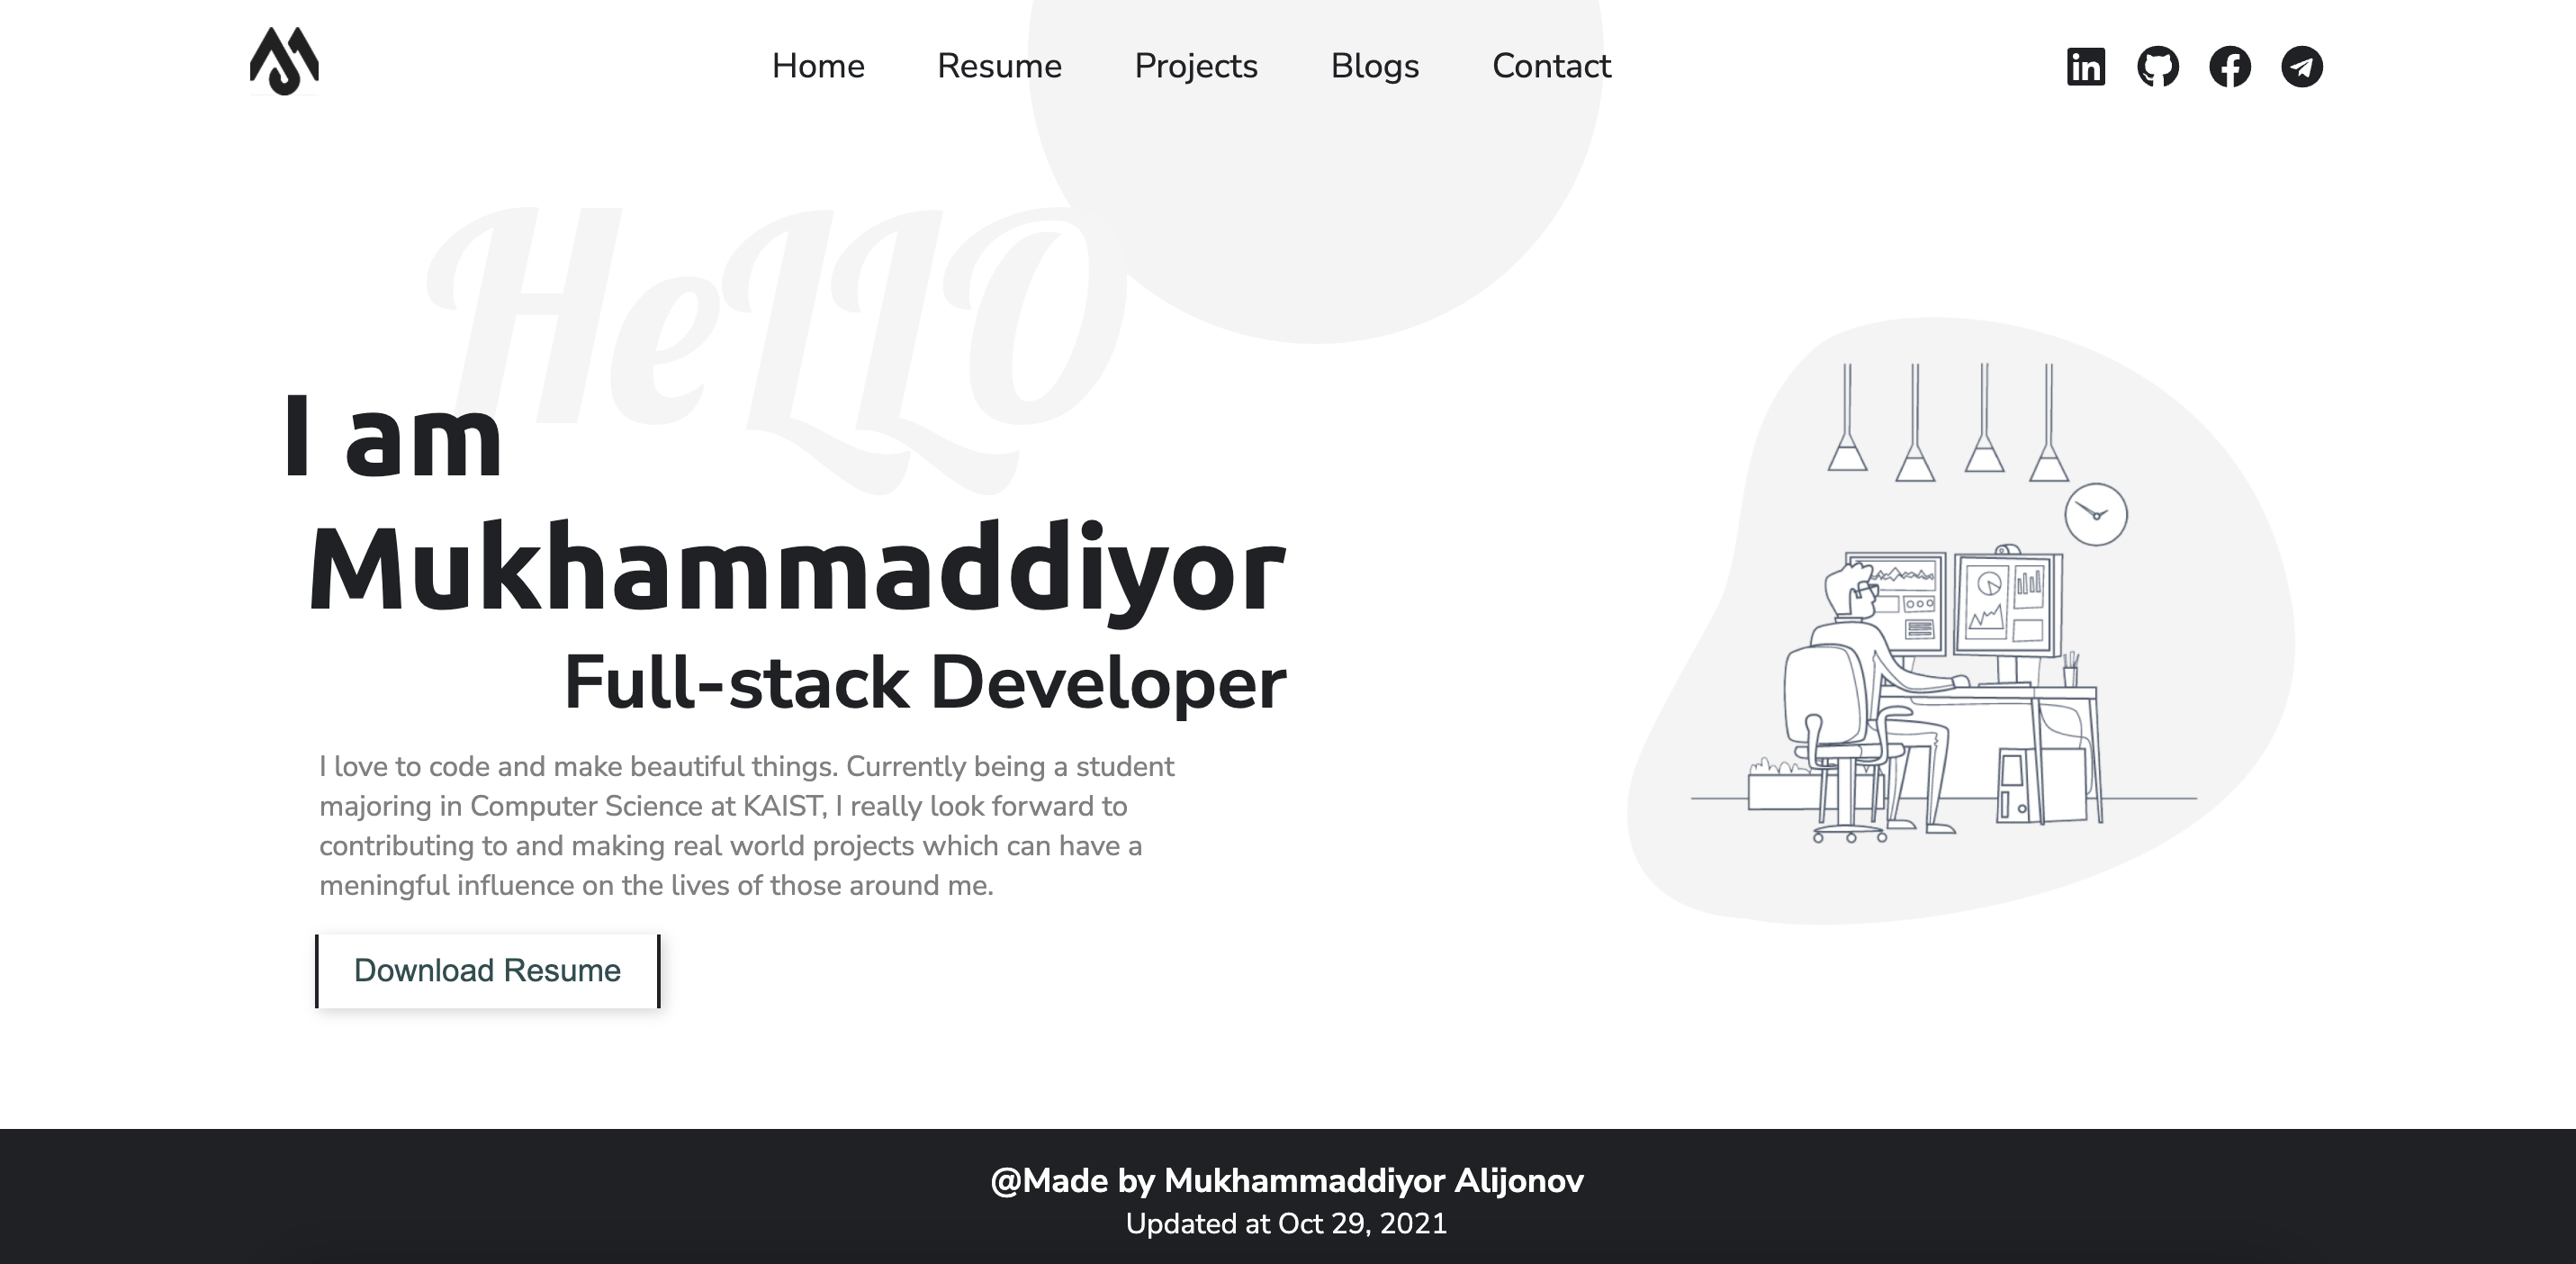 Home Resume Projects Blogs Contact
HeLLO
I am
Mukhammaddiyor
Full-stack Developer
I love to code and make beautiful things. Currently being a student
majoring in Computer Science at KAIST, I really look forward to
contributing to and making real world projects which can have a
meningful influence on the lives of those around me.
Download Resume
@Made by Mukhammaddiyor Alijonov
Updated at Oct 29, 2021